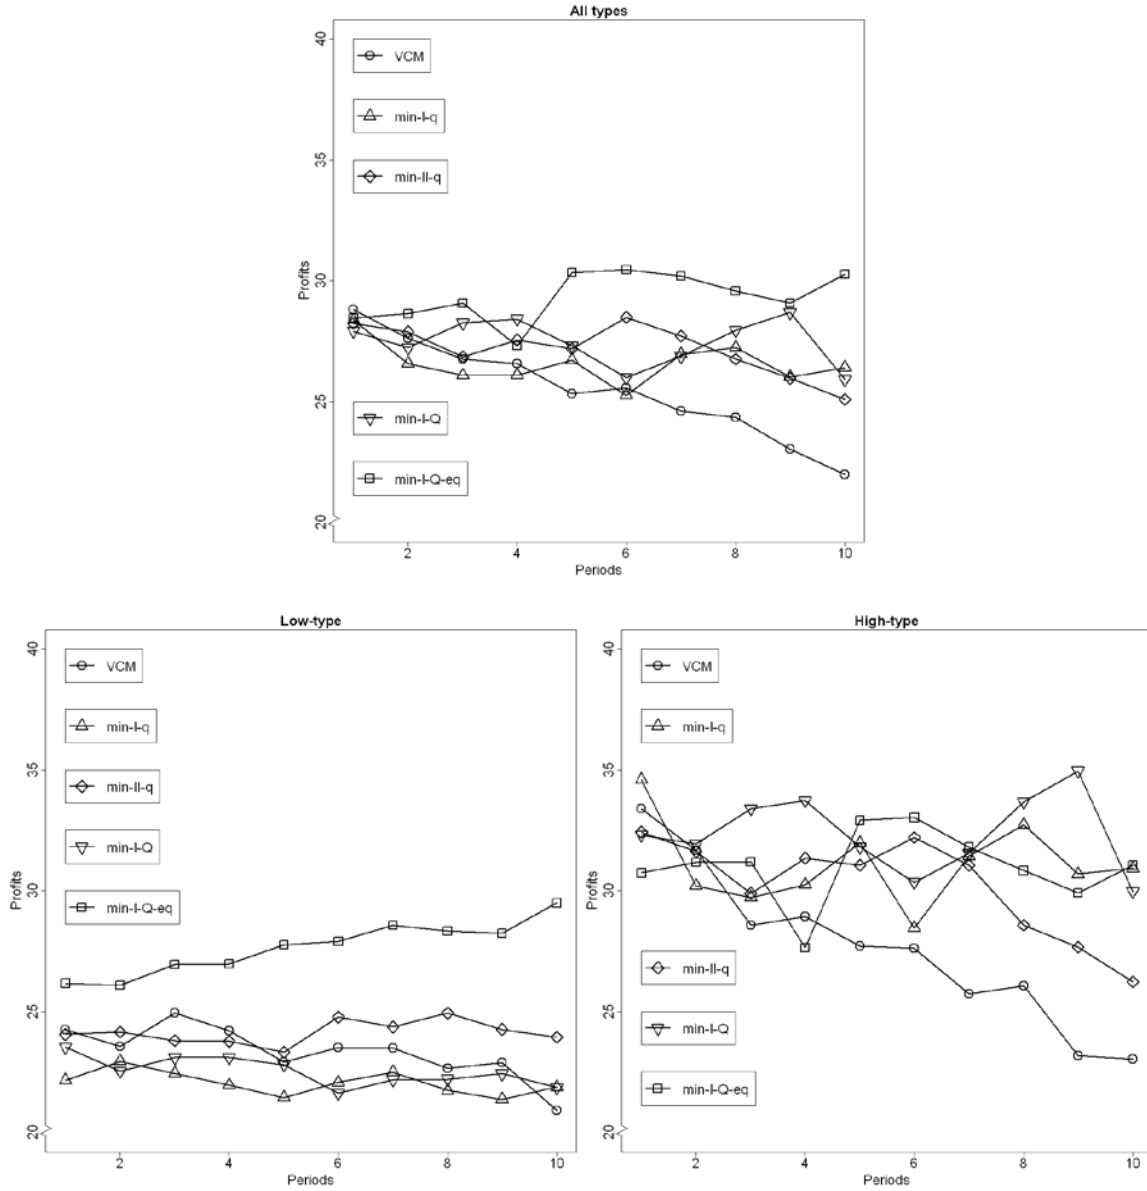 All types
40
VCM
min-I-q
35
min-II-q
Profits
30
25
min-I-Q
min-I-Q-eq
20
2 4 6 8 10
Periods
Low-type
40
VCM
min-I-q
35
min-II-q
min-I-Q
Profits
30
min-I-Q-eq
25
20
2 4 6 8 10
Periods
High-type
40
VCM
min-I-q
35
Profits
30
min-II-q
25
min-I-Q
min-I-Q-eq
20
2 4 6 8 10
Periods